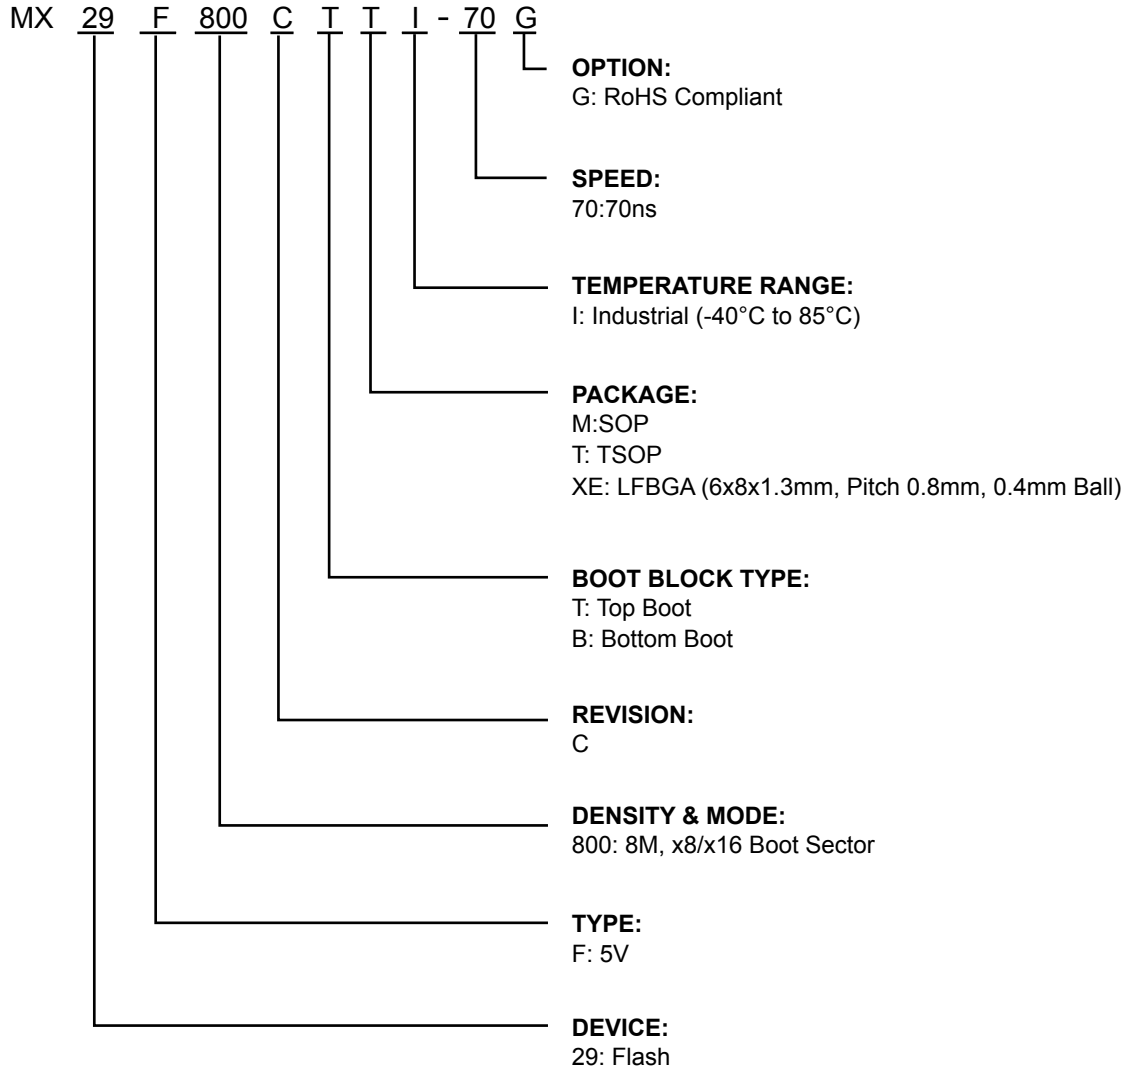 MX 29 F 800 C T T I - 70 G
OPTION:
G: RoHS Compliant
SPEED:
70:70ns
TEMPERATURE RANGE:
I: Industrial (-40°C to 85°C)
PACKAGE:
M:SOP
T: TSOP
XE: LFBGA (6x8x1.3mm, Pitch 0.8mm, 0.4mm Ball)
BOOT BLOCK TYPE:
T: Top Boot
B: Bottom Boot
REVISION:
C
DENSITY & MODE:
800: 8M, x8/x16 Boot Sector
TYPE:
F: 5V
DEVICE:
29: Flash